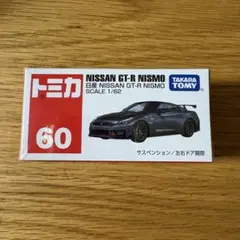 トミカ
60
NISSAN GT-R NISMO
日産 NISSAN GT-R NISMO
SCALE 1/62
TAKARA
TOMY
サスペンション／左右ドア開閉